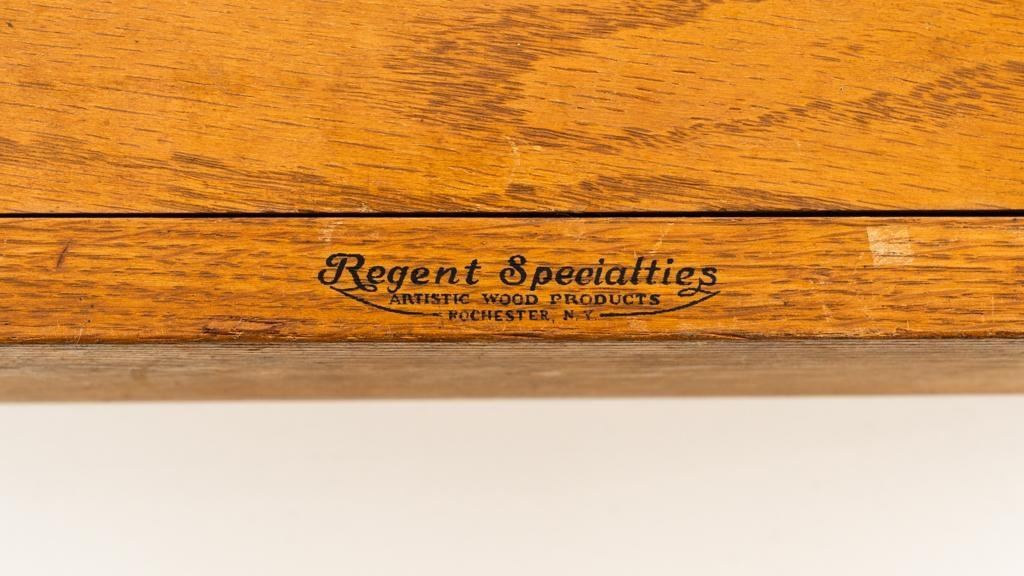 Regent Specialties
ARTISTIC WOOD PRODUCTS
ROCHESTER, N.Y.